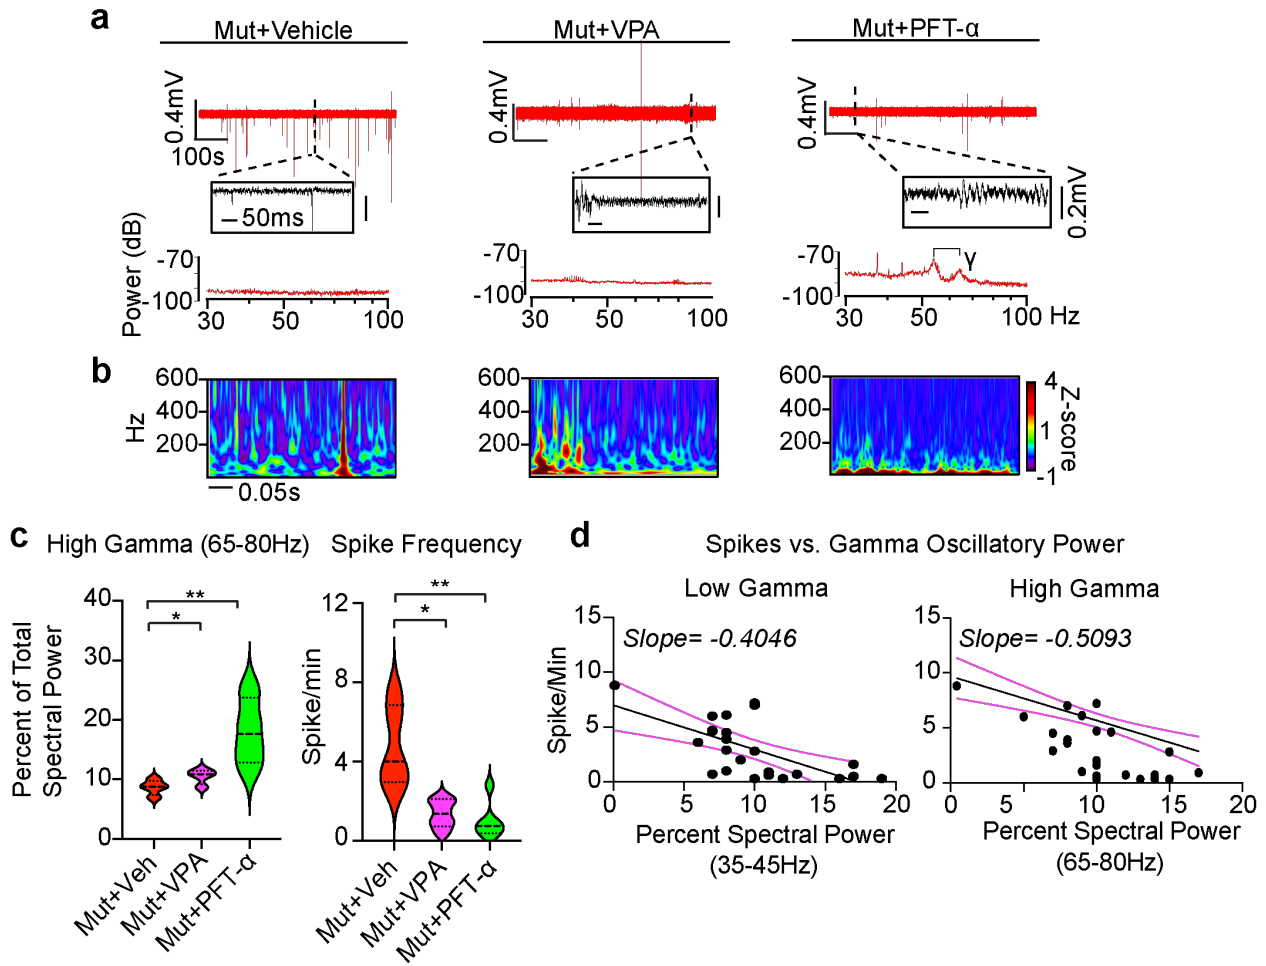 a
Mut+Vehicle
Mut+VPA
Mut+PFT-α
0.4mV
100s
0.4mV
0.4mV
50ms
0.2mV
Power (dB)
-70
-100
30 50 100
-70
-100
30 50 100
-70
-100
γ
30 50 100 Hz
b
Hz
600
400
200
0.05s
600
400
200
600
400
200
4
1
-1
Z-score
c
High Gamma (65-80Hz)
Percent of Total
Spectral Power
40
30
20
10
0
**
*
Mut+Veh
Mut+VPA
Mut+PFT-α
Spike Frequency
Spike/min
12
8
4
0
**
*
Mut+Veh
Mut+VPA
Mut+PFT-α
d
Spikes vs. Gamma Oscillatory Power
Low Gamma
Slope= -0.4046
Spike/Min
15
10
5
0
0 5 10 15 20
Percent Spectral Power
(35-45Hz)
High Gamma
Slope= -0.5093
15
10
5
0
0 5 10 15 20
Percent Spectral Power
(65-80Hz)